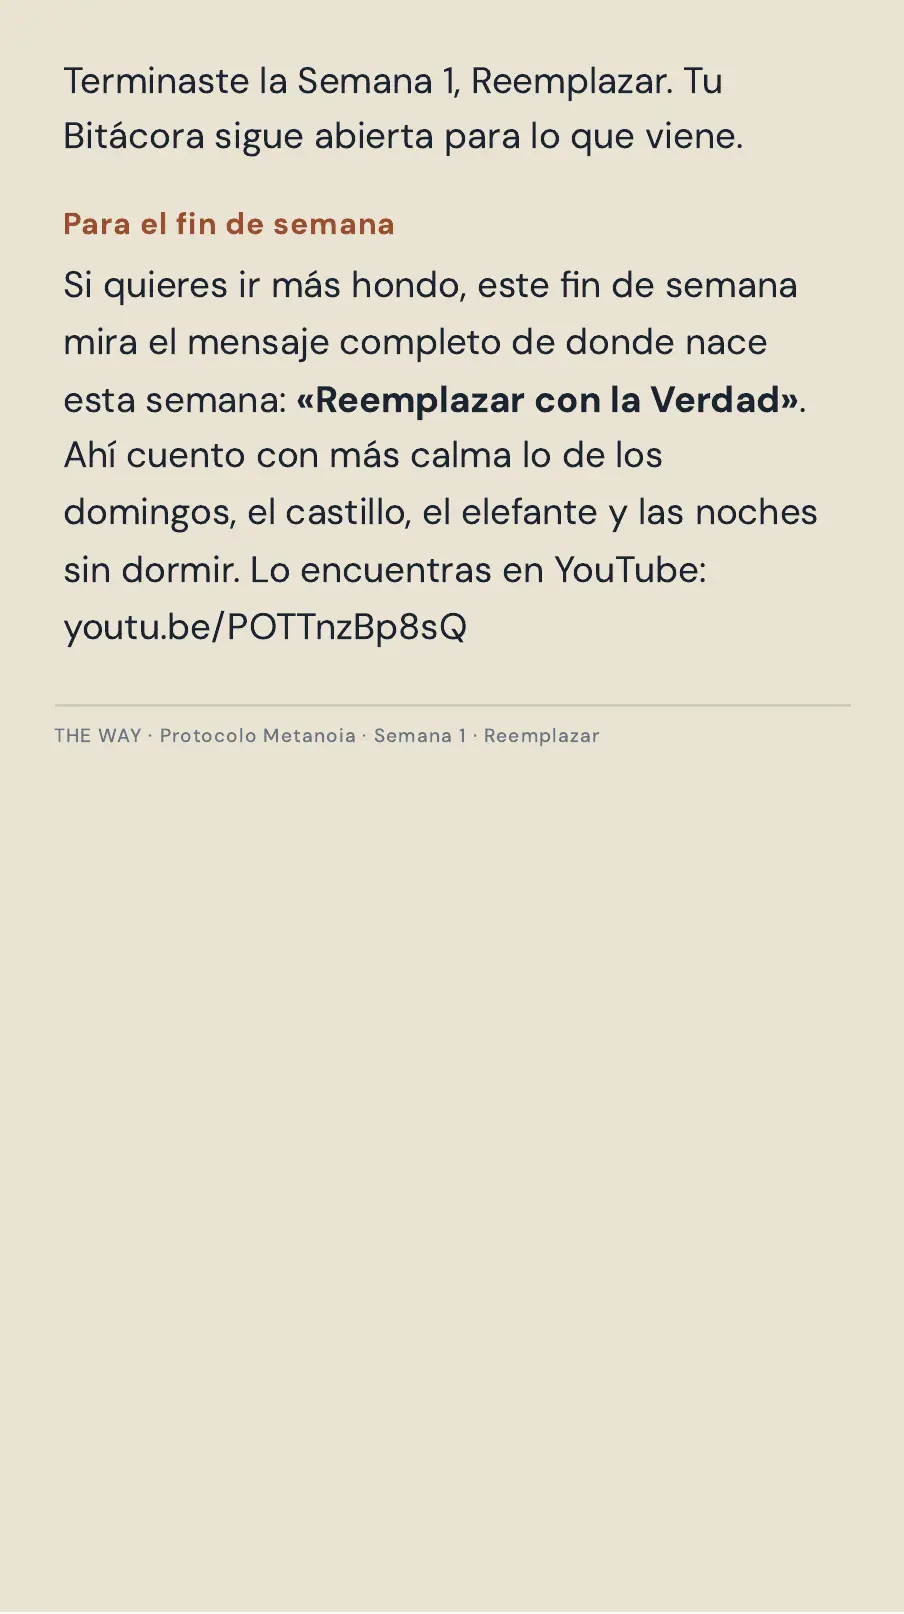 Terminaste la Semana 1, Reemplazar. Tu
Bitácora sigue abierta para lo que viene.
Para el fin de semana
Si quieres ir más hondo, este fin de semana
mira el mensaje completo de donde nace
esta semana: «Reemplazar con la Verdad».
Ahí cuento con más calma lo de los
domingos, el castillo, el elefante y las noches
sin dormir. Lo encuentras en YouTube:
youtu.be/POTTnzBp8sQ
THE WAY · Protocolo Metanoia · Semana 1 · Reemplazar